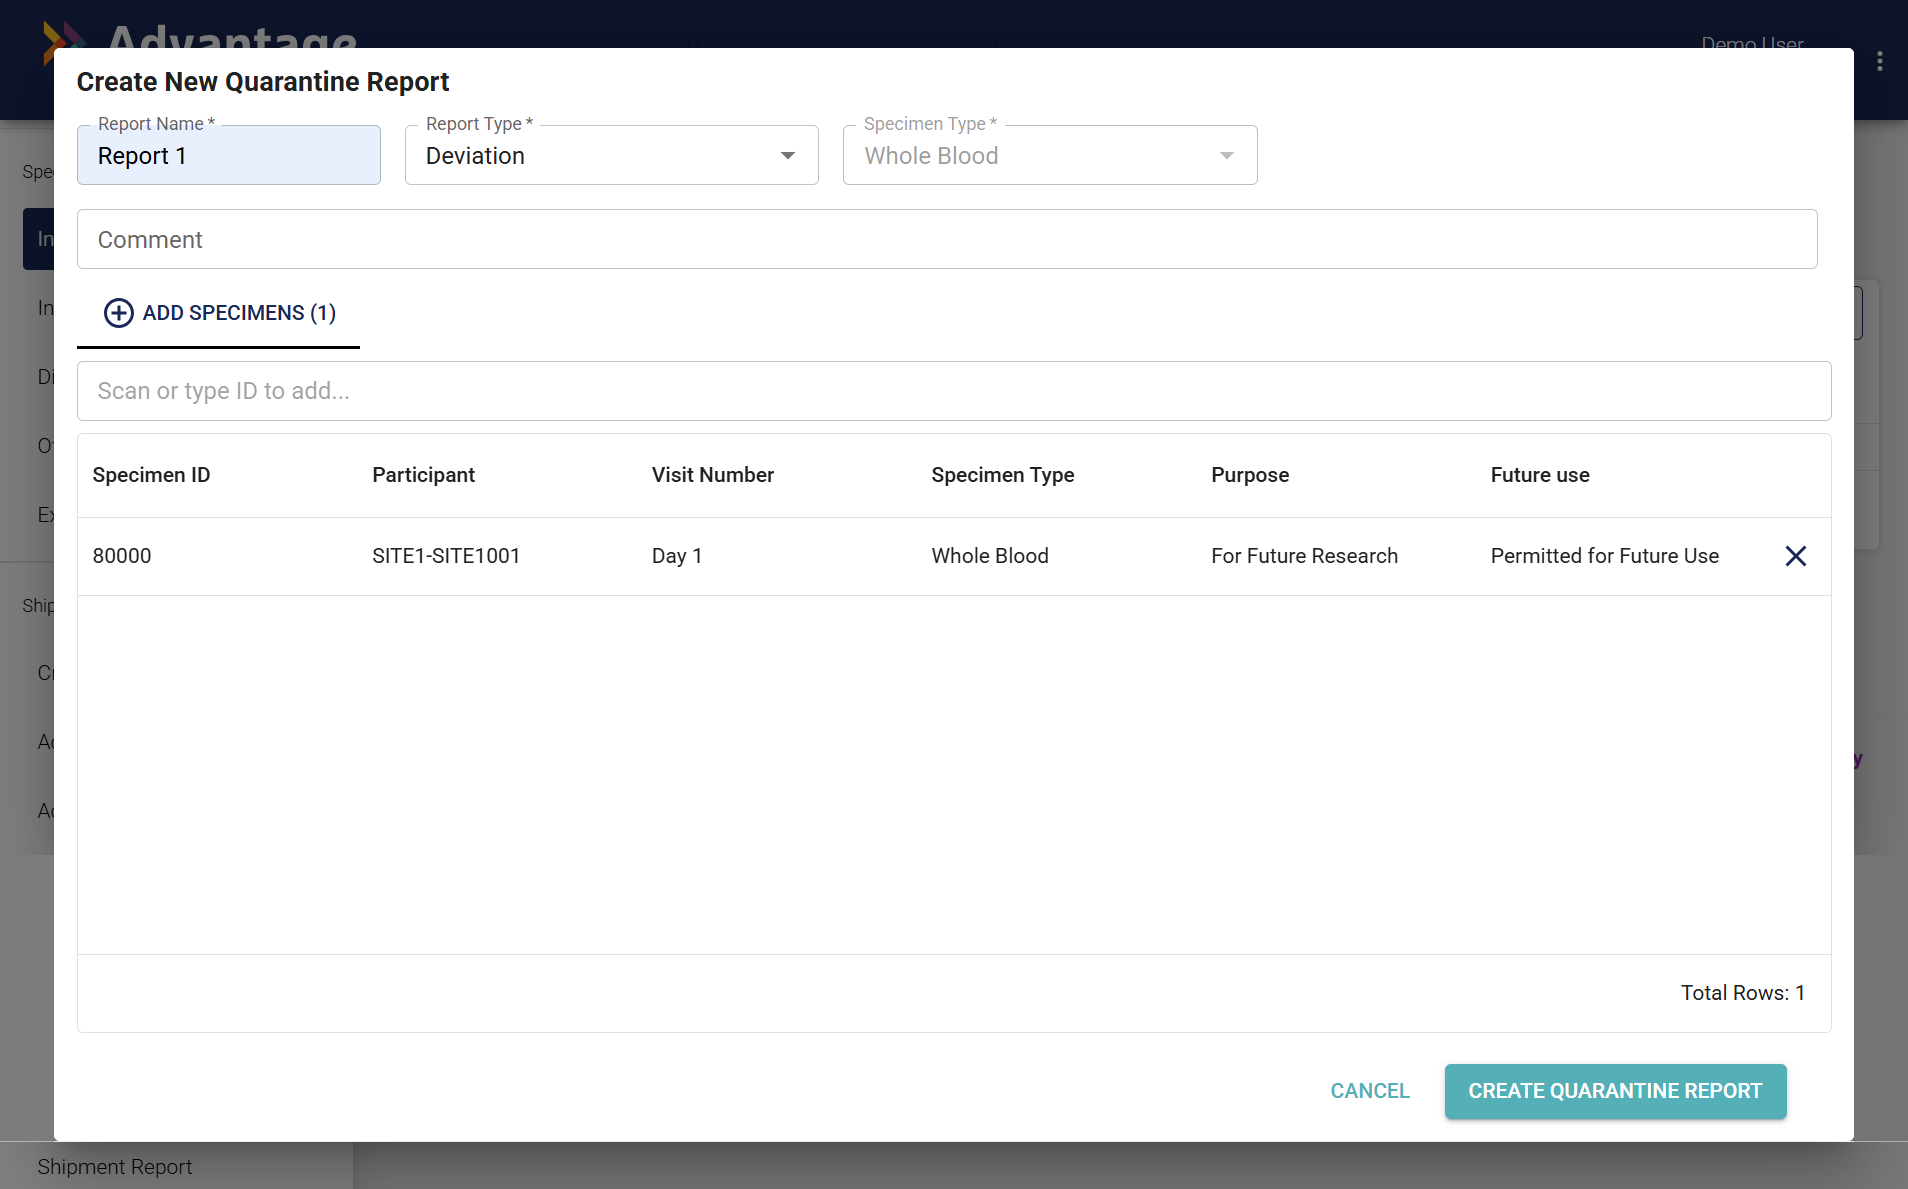 Advantage
Demo User
Create New Quarantine Report
Report Name *
Report Type *
Specimen Type *
Report 1
Deviation
Whole Blood
Comment
ADD SPECIMENS (1)
Scan or type ID to add...
Specimen ID Participant Visit Number Specimen Type Purpose Future use
80000 SITE1-SITE1001 Day 1 Whole Blood For Future Research Permitted for Future Use
Total Rows: 1
CANCEL
CREATE QUARANTINE REPORT
Shipment Report